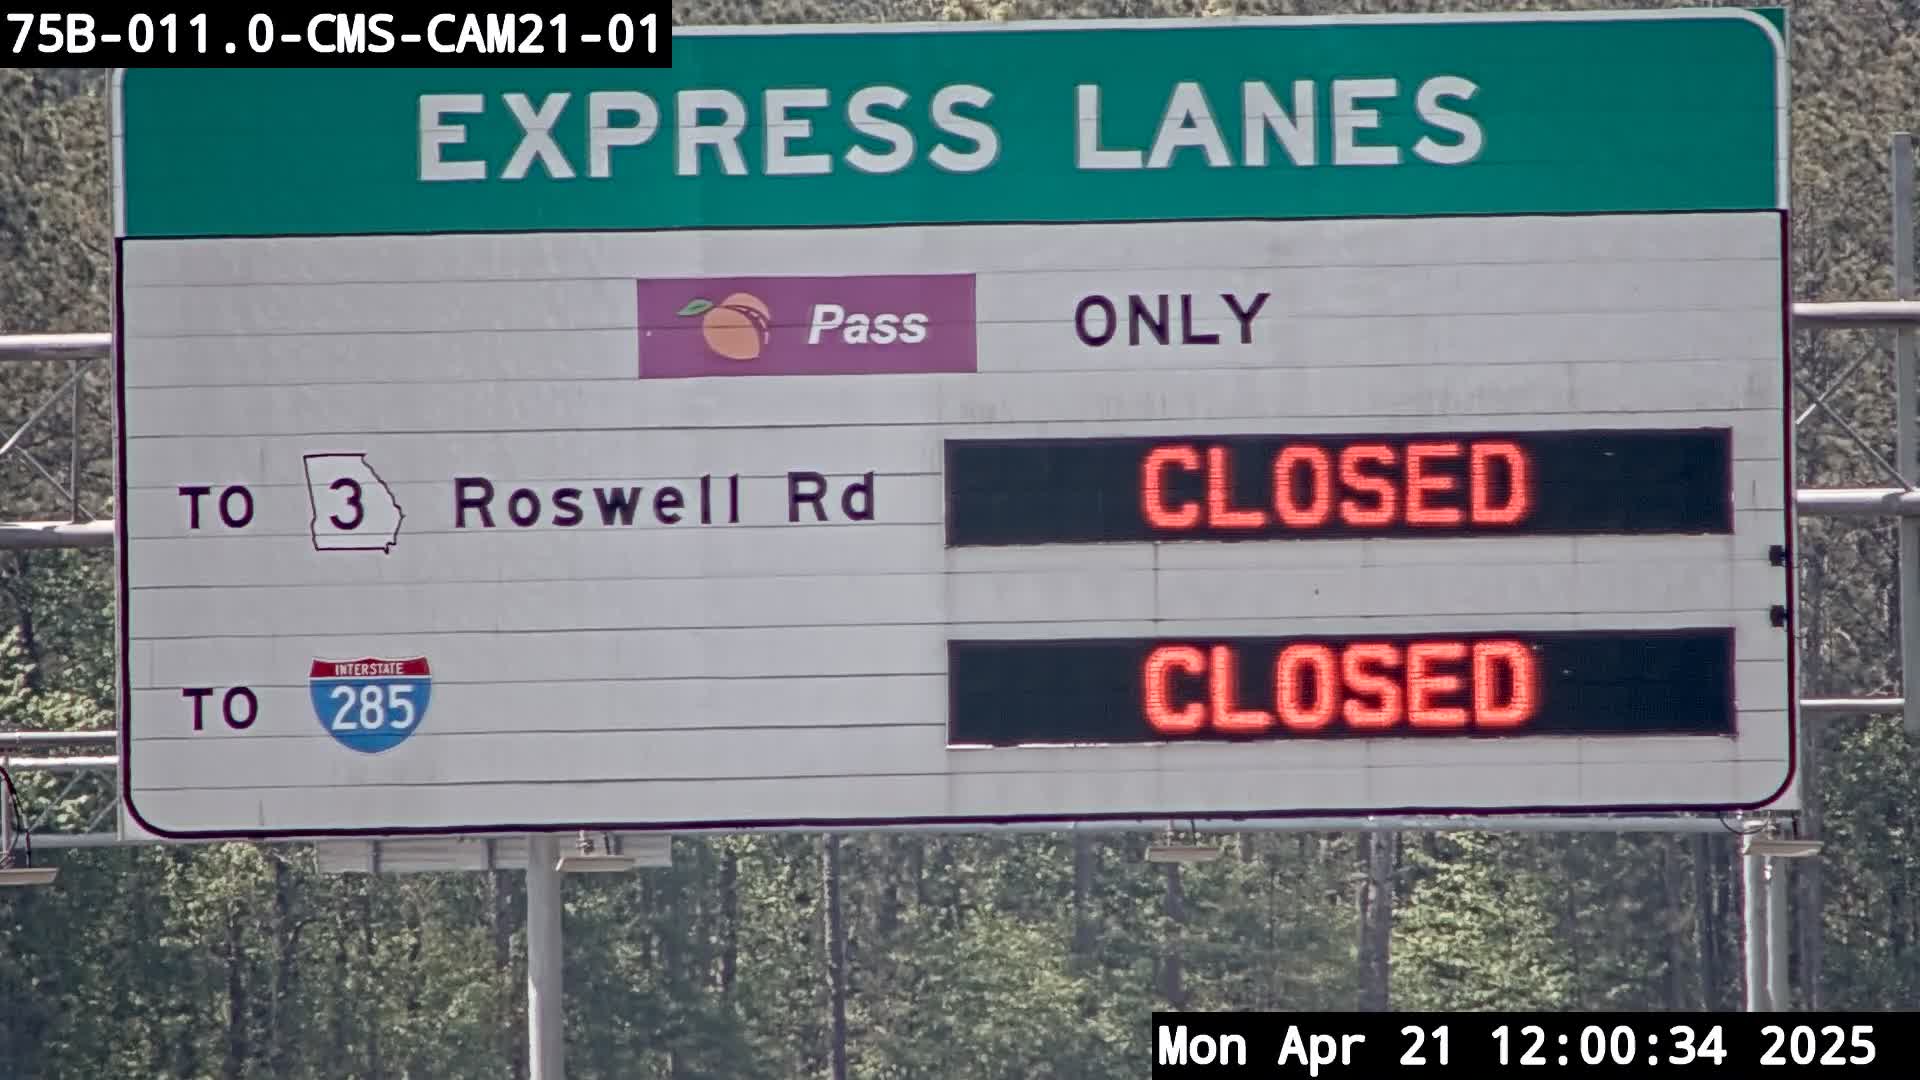 75B-011.0-CMS-CAM21-01
EXPRESS LANES
Pass ONLY
TO 3 Roswell Rd CLOSED
INTERSTATE
TO 285 CLOSED
Mon Apr 21 12:00:34 2025